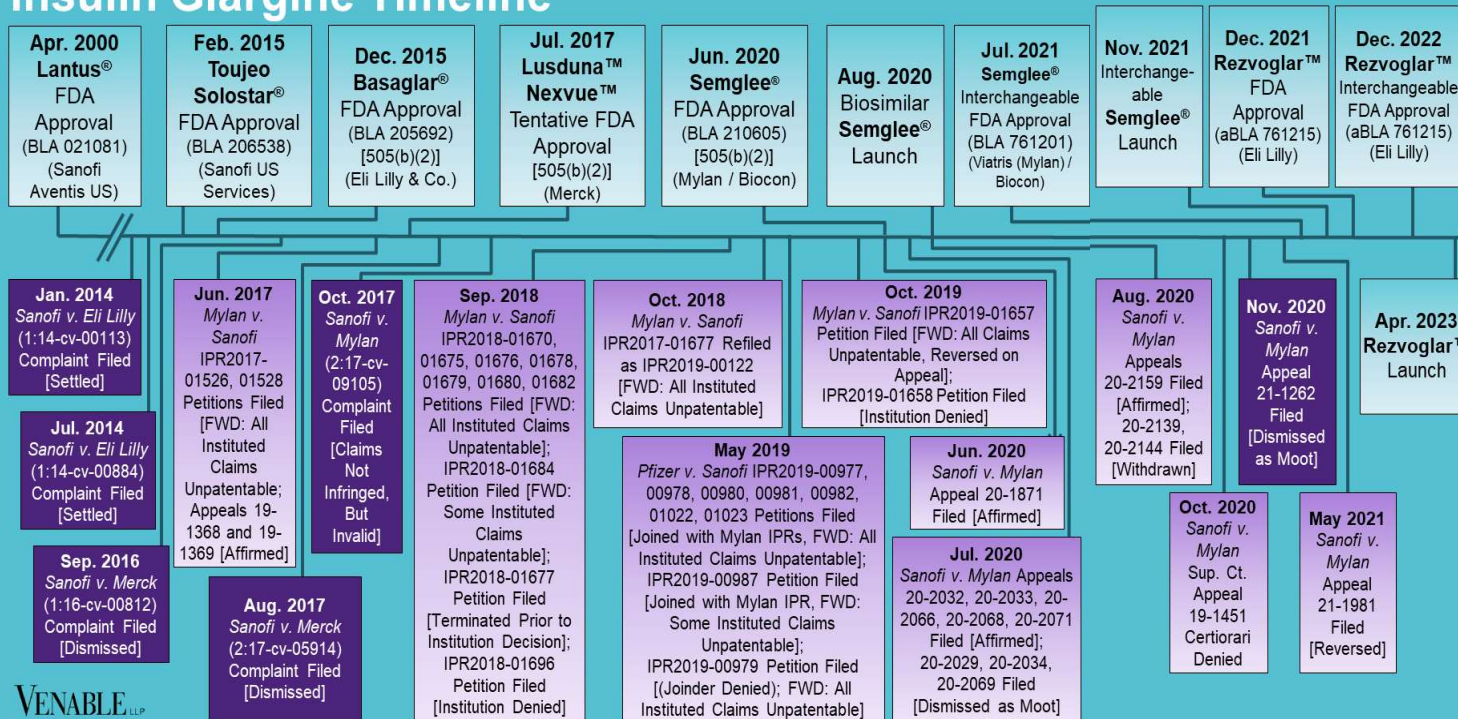 Insulin Glargine Timeline
Apr. 2000
Lantus®
FDA
Approval
(BLA 021081)
(Sanofi
Aventis US)
Feb. 2015
Toujeo
Solostar®
FDA Approval
(BLA 206538)
(Sanofi US
Services)
Dec. 2015
Basaglar®
FDA Approval
(BLA 205692)
[505(b)(2)]
(Eli Lilly & Co.)
Jul. 2017
Lusduna™
Nexvue™
Tentative FDA
Approval
[505(b)(2)]
(Merck)
Jun. 2020
Semglee®
FDA Approval
(BLA 210605)
[505(b)(2)]
(Mylan / Biocon)
Aug. 2020
Biosimilar
Semglee®
Launch
Jul. 2021
Semglee®
Interchangeable
FDA Approval
(BLA 761201)
(Viatris (Mylan) /
Biocon)
Nov. 2021
Interchange-
able
Semglee®
Launch
Dec. 2021
Rezvoglar™
FDA
Approval
(aBLA 761215)
(Eli Lilly)
Dec. 2022
Rezvoglar™
Interchangeable
FDA Approval
(aBLA 761215)
(Eli Lilly)
Jan. 2014
Sanofi v. Eli Lilly
(1:14-cv-00113)
Complaint Filed
[Settled]
Jul. 2014
Sanofi v. Eli Lilly
(1:14-cv-00884)
Complaint Filed
[Settled]
Sep. 2016
Sanofi v. Merck
(1:16-cv-00812)
Complaint Filed
[Dismissed]
Jun. 2017
Mylan v.
Sanofi
IPR2017-
01526, 01528
Petitions Filed
[FWD: All
Instituted
Claims
Unpatentable;
Appeals 19-
1368 and 19-
1369 [Affirmed]
Aug. 2017
Sanofi v. Merck
(2:17-cv-05914)
Complaint Filed
[Dismissed]
Oct. 2017
Sanofi v.
Mylan
(2:17-cv-
09105)
Complaint
Filed
[Claims
Not
Infringed,
But
Invalid]
Sep. 2018
Mylan v. Sanofi
IPR2018-01670,
01675, 01676, 01678,
01679, 01680, 01682
Petitions Filed [FWD:
All Instituted Claims
Unpatentable];
IPR2018-01684
Petition Filed [FWD:
Some Instituted
Claims
Unpatentable];
IPR2018-01677
Petition Filed
[Terminated Prior to
Institution Decision];
IPR2018-01696
Petition Filed
[Institution Denied]
Oct. 2018
Mylan v. Sanofi
IPR2017-01677 Refiled
as IPR2019-00122
[FWD: All Instituted
Claims Unpatentable]
May 2019
Pfizer v. Sanofi IPR2019-00977,
00978, 00980, 00981, 00982,
01022, 01023 Petitions Filed
[Joined with Mylan IPRs, FWD: All
Instituted Claims Unpatentable];
IPR2019-00987 Petition Filed
[Joined with Mylan IPR, FWD:
Some Instituted Claims
Unpatentable];
IPR2019-00979 Petition Filed
[(Joinder Denied); FWD: All
Instituted Claims Unpatentable]
Oct. 2019
Mylan v. Sanofi IPR2019-01657
Petition Filed [FWD: All Claims
Unpatentable, Reversed on
Appeal];
IPR2019-01658 Petition Filed
[Institution Denied]
Jun. 2020
Sanofi v. Mylan
Appeal 20-1871
Filed [Affirmed]
Jul. 2020
Sanofi v. Mylan Appeals
20-2032, 20-2033, 20-
2066, 20-2068, 20-2071
Filed [Affirmed];
20-2029, 20-2034,
20-2069 Filed
[Dismissed as Moot]
Aug. 2020
Sanofi v.
Mylan
Appeals
20-2159 Filed
[Affirmed];
20-2139,
20-2144 Filed
[Withdrawn]
Oct. 2020
Sanofi v.
Mylan
Sup. Ct.
Appeal
19-1451
Certiorari
Denied
Nov. 2020
Sanofi v.
Mylan
Appeal
21-1262
Filed
[Dismissed
as Moot]
May 2021
Sanofi v.
Mylan
Appeal
21-1981
Filed
[Reversed]
Apr. 2023
Rezvoglar™
Launch
VENABLE LLP